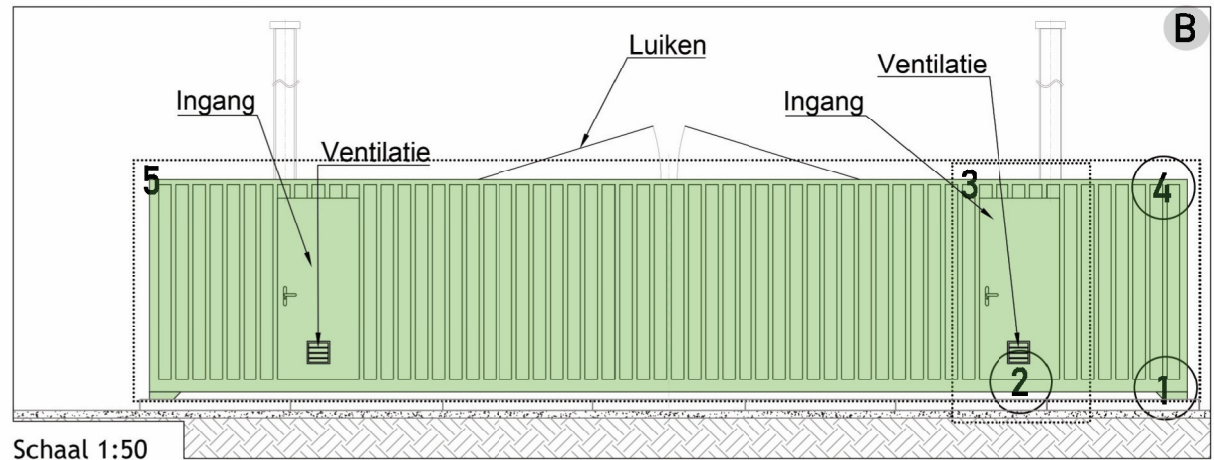 B
Luiken
Ventilatie
Ingang
Ingang
Ventilatie
5
3
4
2
1
Schaal 1:50